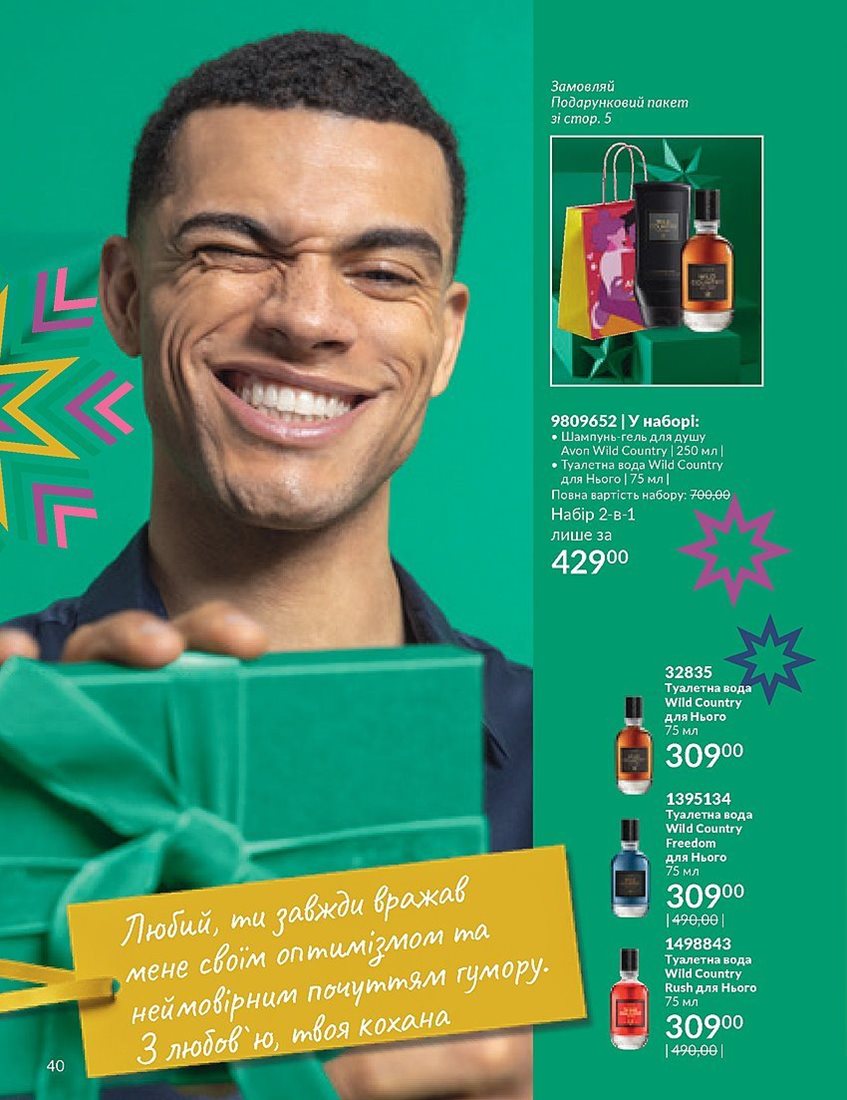 Замовляй
Подарунковий пакет
зі стор. 5
WILD
COUNTRY
WILD
COUNTRY
9809652 | У наборі:
• Шампунь-гель для душу
Avon Wild Country | 250 мл |
• Туалетна вода Wild Country
для Нього | 75 мл |
Повна вартість набору: 700,00
Набір 2-в-1
лише за
429⁰⁰
32835
Туалетна вода
Wild Country
для Нього
75 мл
309⁰⁰
1395134
Туалетна вода
Wild Country
Freedom
для Нього
75 мл
309⁰⁰
| 490,00 |
1498843
Туалетна вода
Wild Country
Rush для Нього
75 мл
309⁰⁰
| 490,00 |
Любий, ти завжди вражав
мене своїм оптимізмом та
неймовірним почуттям гумору.
З любов`ю, твоя кохана
40